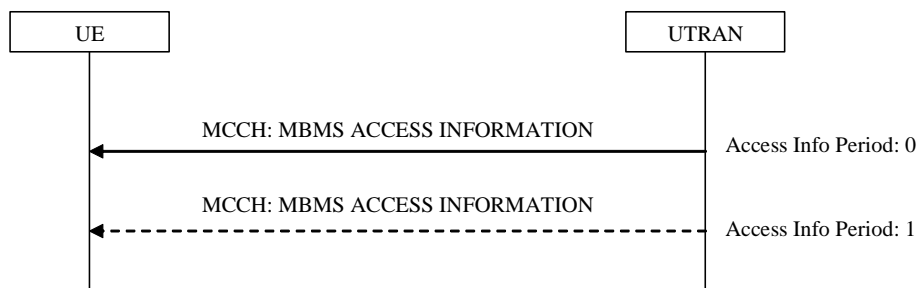 UE
UTRAN
MCCH: MBMS ACCESS INFORMATION
Access Info Period: 0
MCCH: MBMS ACCESS INFORMATION
Access Info Period: 1